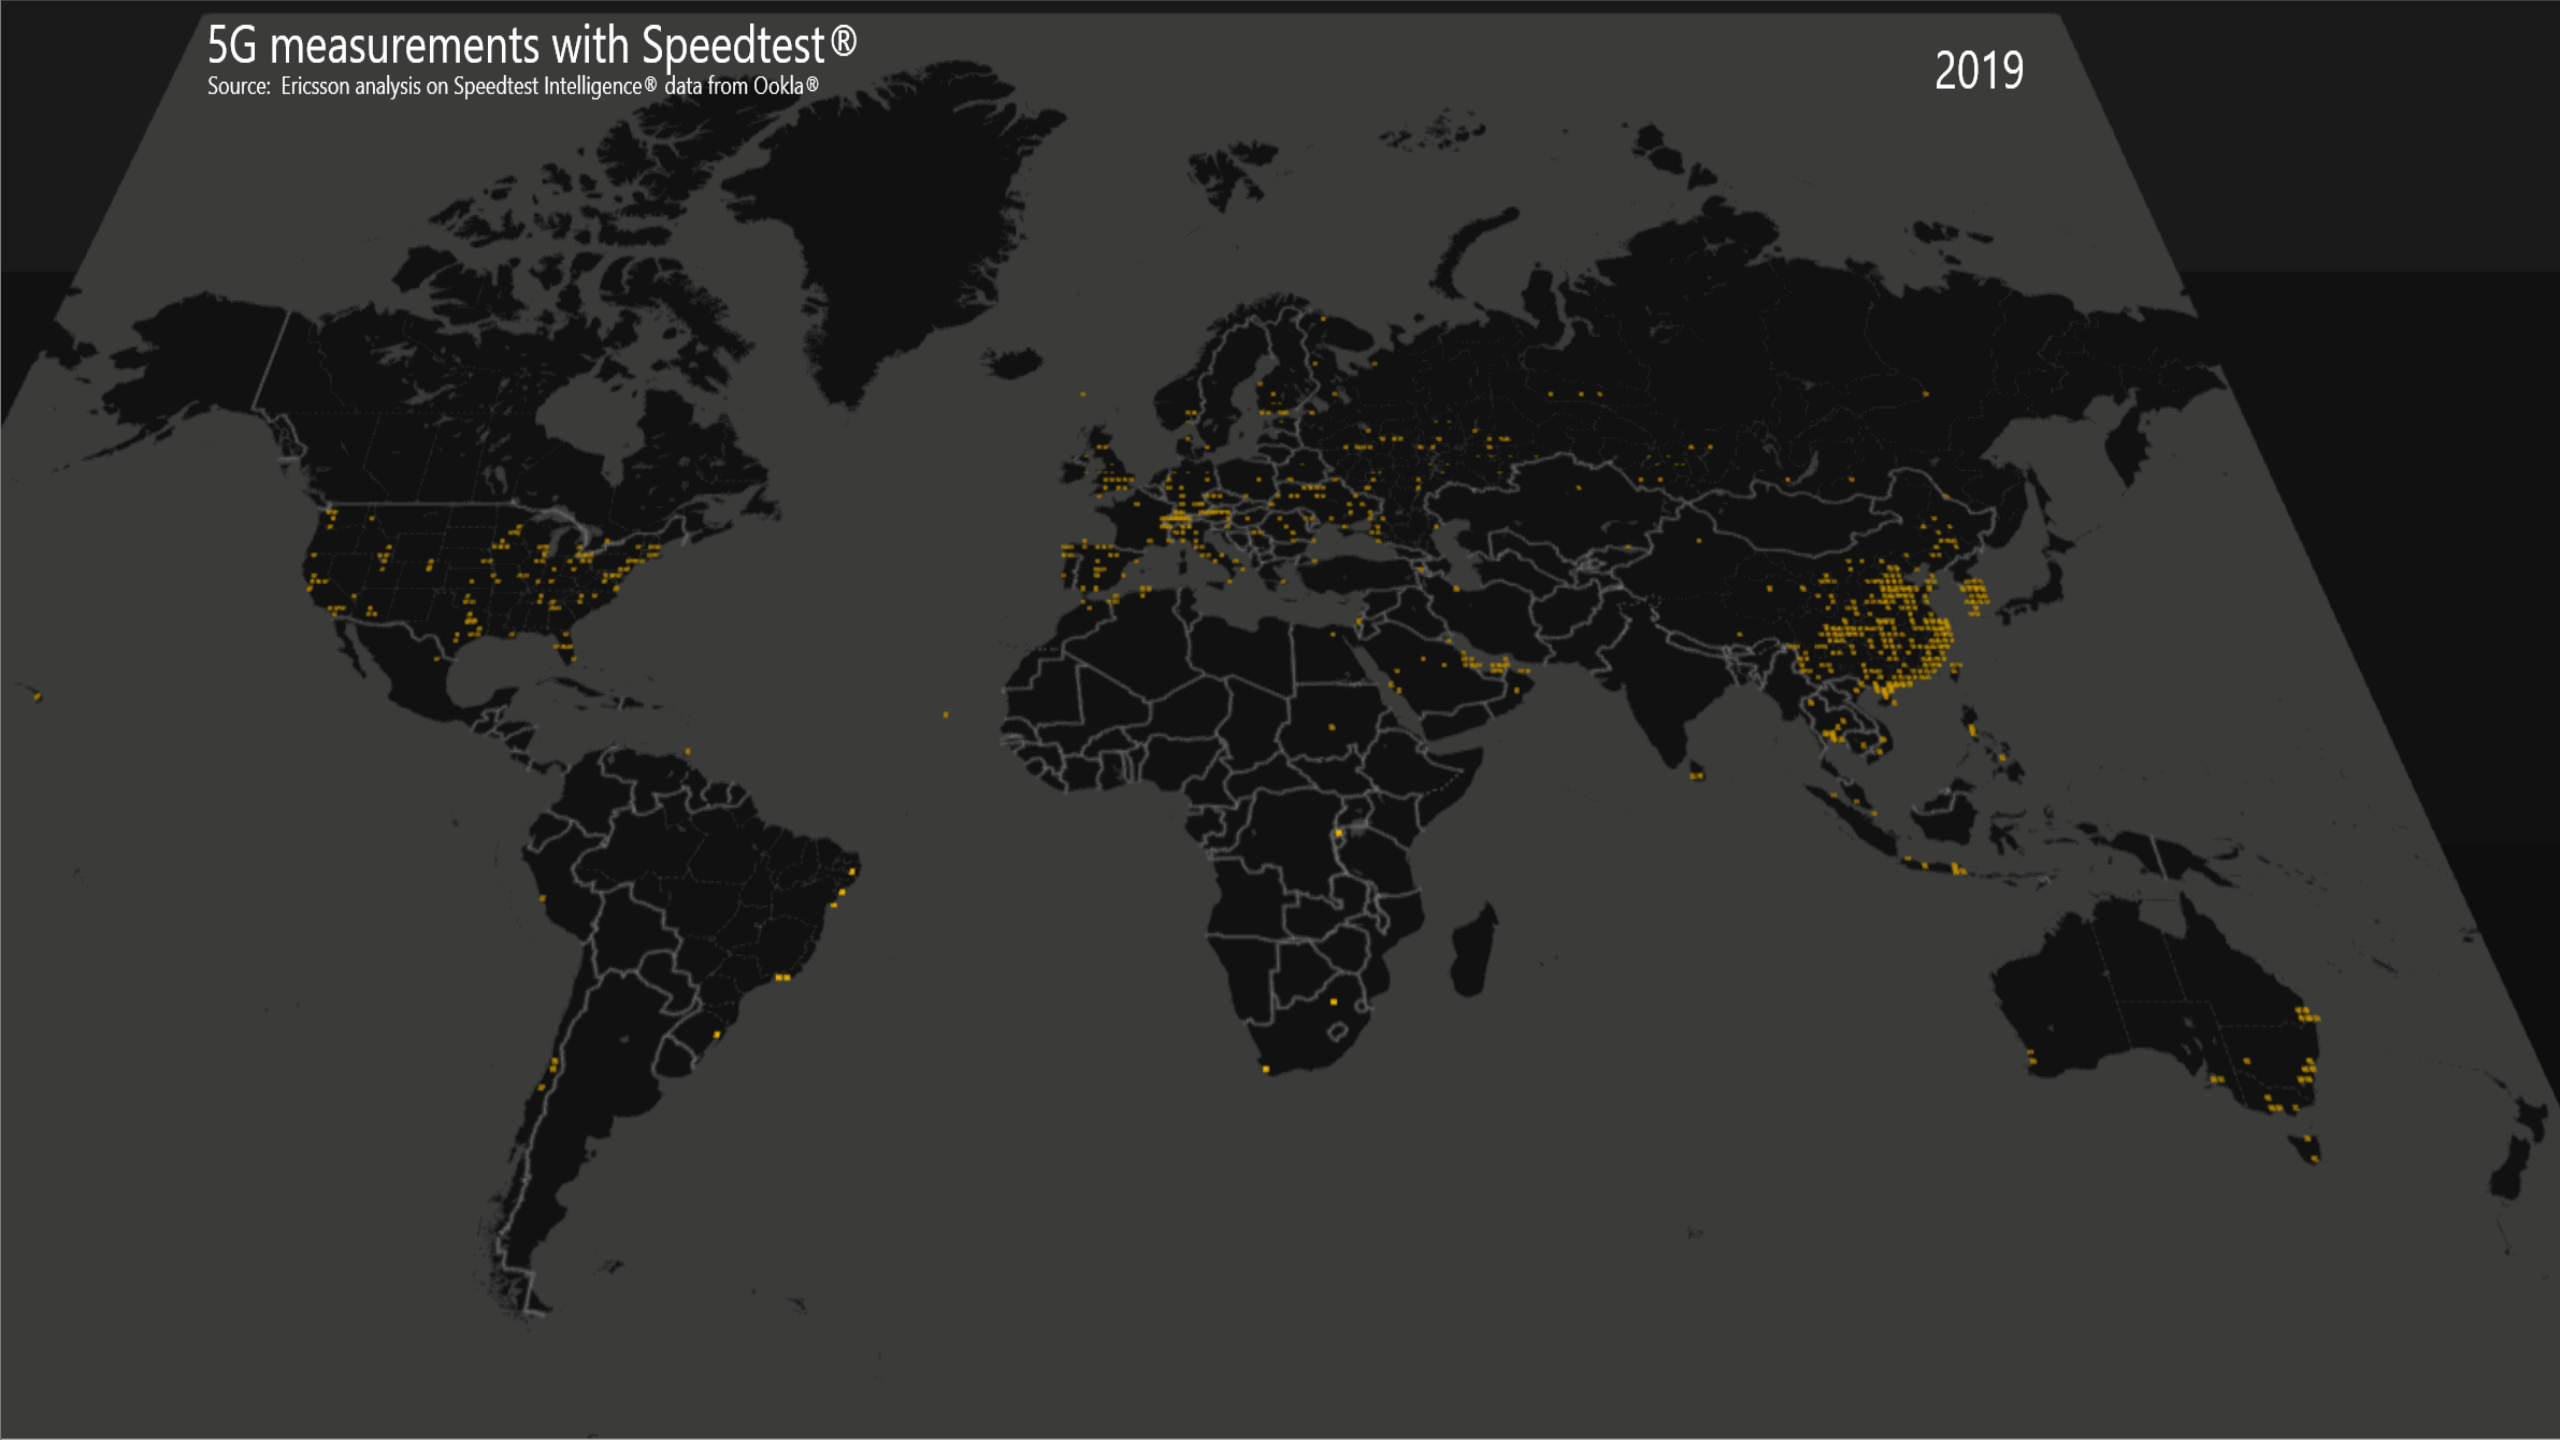 5G measurements with Speedtest®
Source: Ericsson analysis on Speedtest Intelligence® data from Ookla®
2019